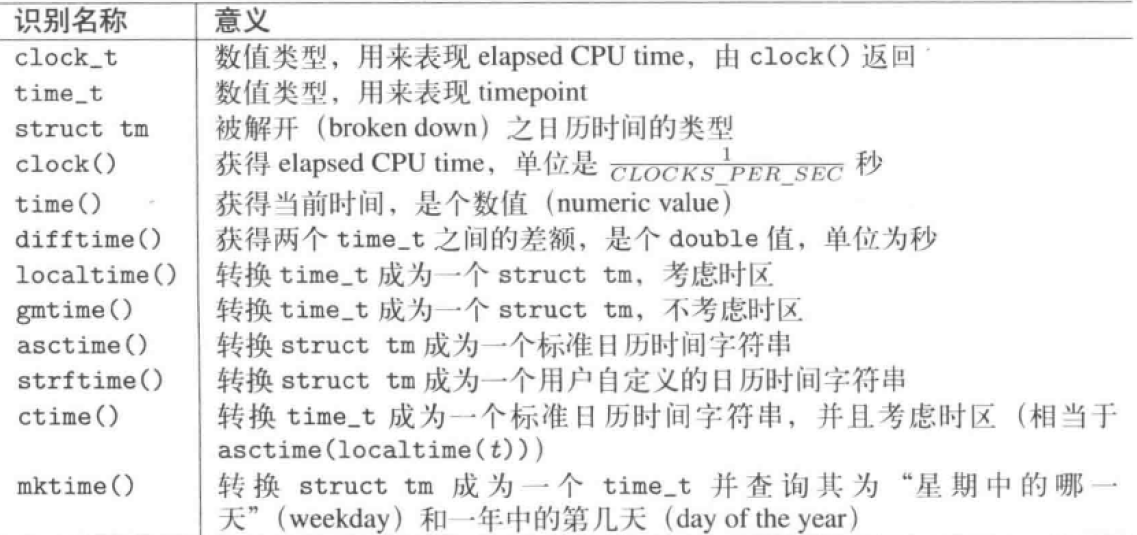 识别名称 意义
clock_t 数值类型，用来表现 elapsed CPU time，由 clock() 返回
time_t 数值类型，用来表现 timepoint
struct tm 被解开（broken down）之日历时间的类型
clock() 获得 elapsed CPU time，单位是 1/CLOCKS_PER_SEC 秒
time() 获得当前时间，是个数值（numeric value）
difftime() 获得两个 time_t 之间的差额，是个 double 值，单位为秒
localtime() 转换 time_t 成为一个 struct tm，考虑时区
gmtime() 转换 time_t 成为一个 struct tm，不考虑时区
asctime() 转换 struct tm 成为一个标准日历时间字符串
strftime() 转换 struct tm 成为一个用户自定义的日历时间字符串
ctime() 转换 time_t 成为一个标准日历时间字符串，并且考虑时区（相当于
asctime(localtime(t))）
mktime() 转换 struct tm 成为一个 time_t 并查询其为“星期中的哪一
天”（weekday）和一年中的第几天（day of the year）